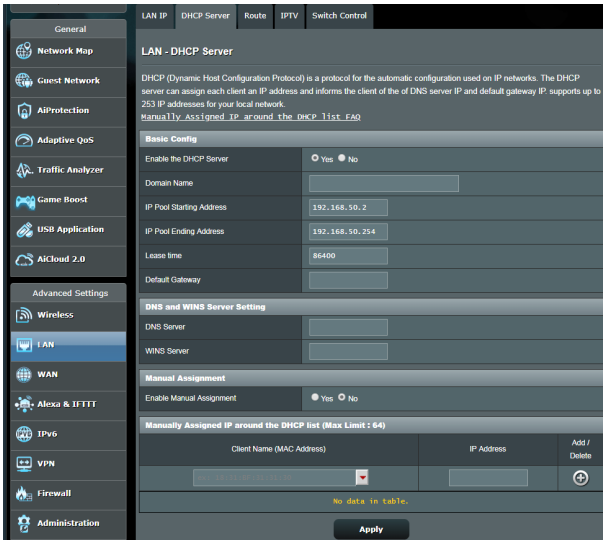 General
Network Map
Guest Network
AiProtection
Adaptive QoS
Traffic Analyzer
Game Boost
USB Application
AiCloud 2.0
Advanced Settings
Wireless
LAN
WAN
Alexa & IFTTT
IPv6
VPN
Firewall
Administration
LAN IP DHCP Server Route IPTV Switch Control
LAN - DHCP Server
DHCP (Dynamic Host Configuration Protocol) is a protocol for the automatic configuration used on IP networks. The DHCP
server can assign each client an IP address and informs the client of the of DNS server IP and default gateway IP. supports up to
253 IP addresses for your local network.
Manually Assigned IP around the DHCP list FAQ
Basic Config
Enable the DHCP Server Yes No
Domain Name
IP Pool Starting Address 192.168.50.2
IP Pool Ending Address 192.168.50.254
Lease time 86400
Default Gateway
DNS and WINS Server Setting
DNS Server
WINS Server
Manual Assignment
Enable Manual Assignment Yes No
Manually Assigned IP around the DHCP list (Max Limit : 64)
Client Name (MAC Address) IP Address Add /
Delete
No data in table.
Apply